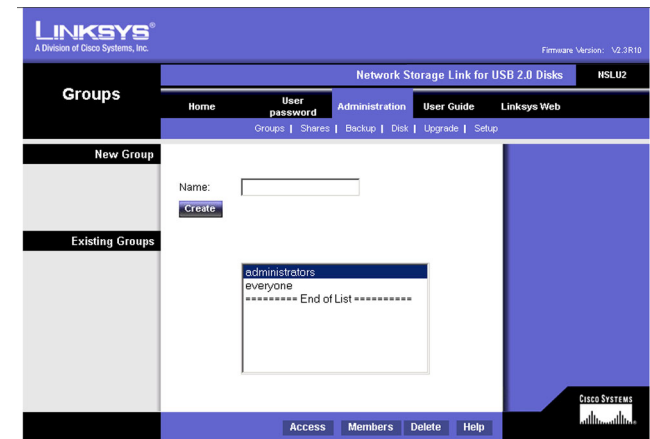 LINKSYS®
A Division of Cisco Systems, Inc.
Firmware Version: V2.3R10
Network Storage Link for USB 2.0 Disks NSLU2
Groups
Home User password Administration User Guide Linksys Web
Groups | Shares | Backup | Disk | Upgrade | Setup
New Group
Name:
Create
Existing Groups
administrators
everyone
========= End of List ==========
CISCO SYSTEMS
Access Members Delete Help